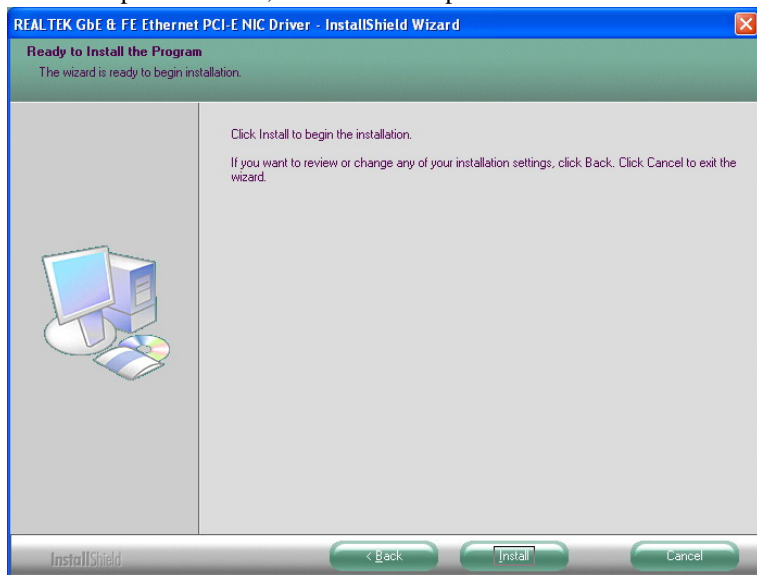 REALTEK GbE & FE Ethernet PCI-E NIC Driver - InstallShield Wizard
Ready to Install the Program
The wizard is ready to begin installation.
Click Install to begin the installation.
If you want to review or change any of your installation settings, click Back. Click Cancel to exit the
wizard.
InstallShield
< Back
Install
Cancel